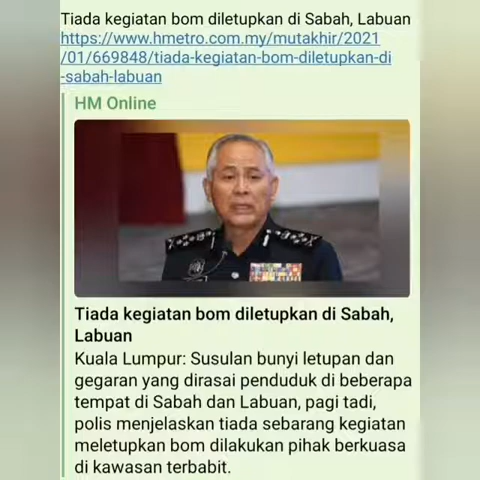 Tiada kegiatan bom diletupkan di Sabah, Labuan
https://www.hmetro.com.my/mutakhir/2021
/01/669848/tiada-kegiatan-bom-diletupkan-di
-sabah-labuan
HM Online
Tiada kegiatan bom diletupkan di Sabah,
Labuan
Kuala Lumpur: Susulan bunyi letupan dan
gegaran yang dirasai penduduk di beberapa
tempat di Sabah dan Labuan, pagi tadi,
polis menjelaskan tiada sebarang kegiatan
meletupkan bom dilakukan pihak berkuasa
di kawasan terbabit.